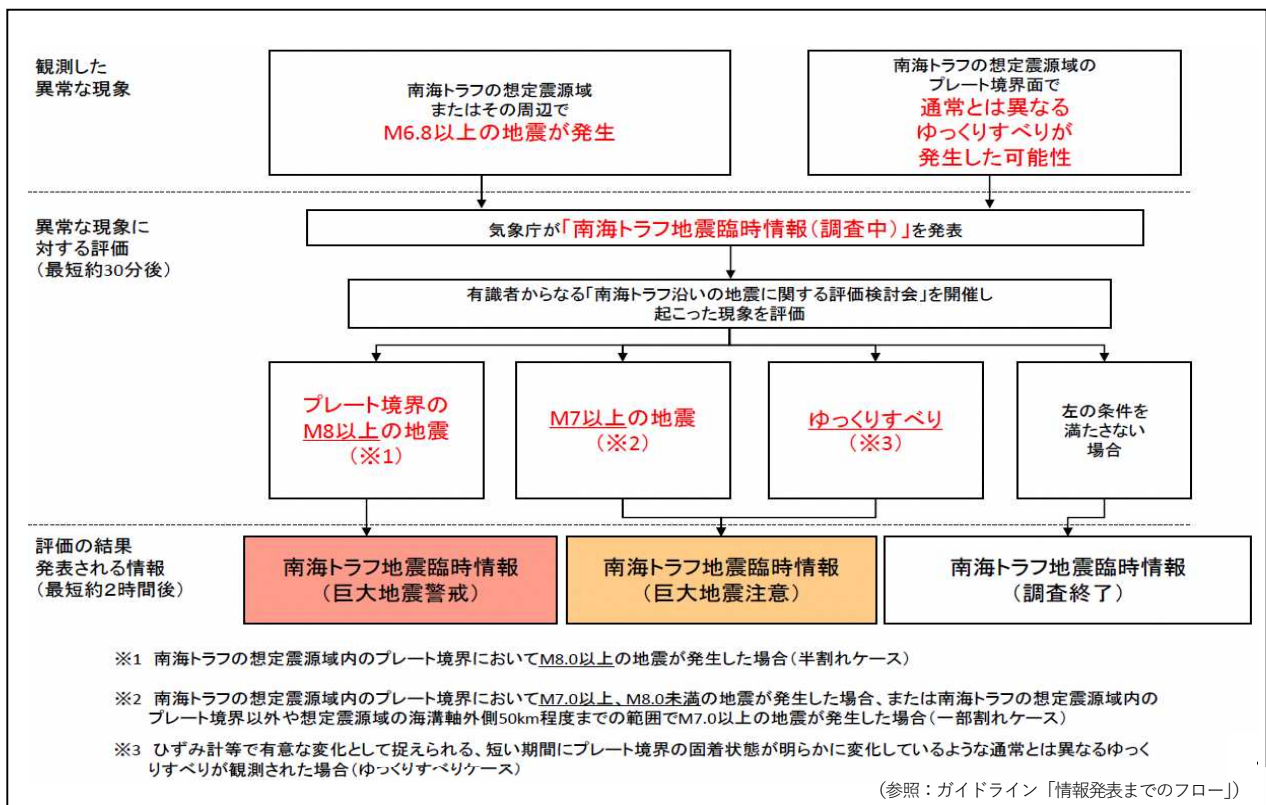 観測した
異常な現象
南海トラフの想定震源域
またはその周辺で
M6.8以上の地震が発生
南海トラフの想定震源域の
プレート境界面で
通常とは異なる
ゆっくりすべりが
発生した可能性
異常な現象に
対する評価
（最短約30分後）
気象庁が「南海トラフ地震臨時情報（調査中）」を発表
有識者からなる「南海トラフ沿いの地震に関する評価検討会」を開催し
起こった現象を評価
プレート境界の
M8以上の地震
（※1）
M7以上の地震
（※2）
ゆっくりすべり
（※3）
左の条件を
満たさない
場合
評価の結果
発表される情報
（最短約2時間後）
南海トラフ地震臨時情報
（巨大地震警戒）
南海トラフ地震臨時情報
（巨大地震注意）
南海トラフ地震臨時情報
（調査終了）
※1 南海トラフの想定震源域内のプレート境界においてM8.0以上の地震が発生した場合（半割れケース）
※2 南海トラフの想定震源域内のプレート境界においてM7.0以上、M8.0未満の地震が発生した場合、または南海トラフの想定震源域内の
プレート境界以外や想定震源域の海溝軸外側50km程度までの範囲でM7.0以上の地震が発生した場合（一部割れケース）
※3 ひずみ計等で有意な変化として捉えられる、短い期間にプレート境界の固着状態が明らかに変化しているような通常とは異なるゆっく
りすべりが観測された場合（ゆっくりすべりケース）
（参照：ガイドライン「情報発表までのフロー」）